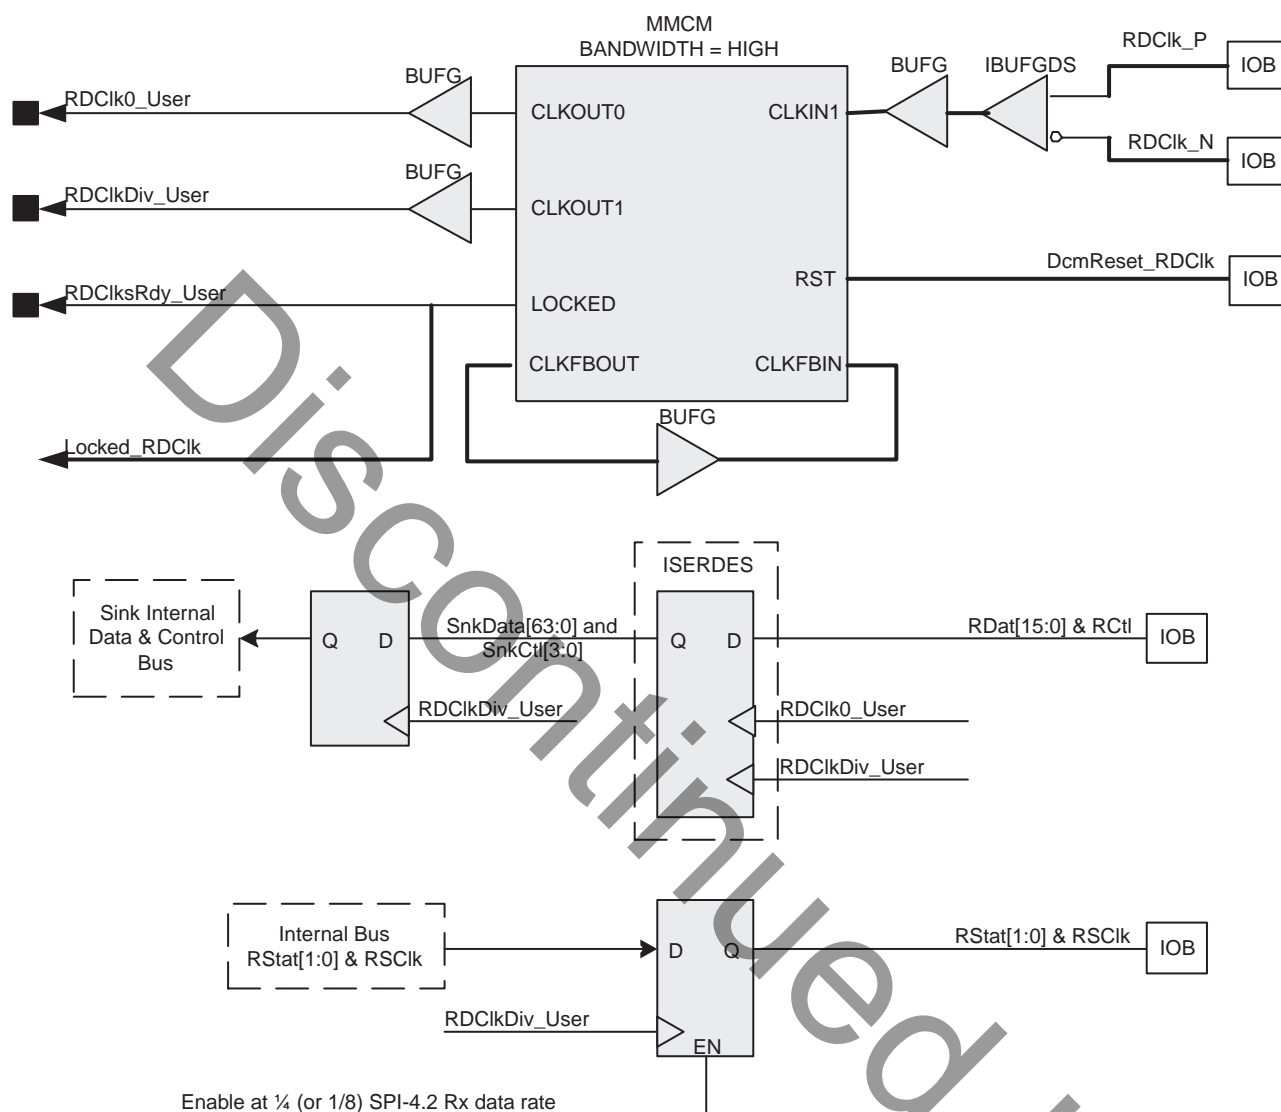 MMCM
BANDWIDTH = HIGH
RDClk_P
IOB
BUFG
BUFG
IBUFGDS
RDClk0_User
CLKOUT0
CLKIN1
RDClk_N
IOB
BUFG
RDClkDiv_User
CLKOUT1
DcmReset_RDClk
IOB
RST
RDClksRdy_User
LOCKED
CLKFBOUT
CLKFBIN
BUFG
Locked_RDClk
ISERDES
Sink Internal
Data & Control
Bus
Q
D
SnkData[63:0] and
SnkCtl[3:0]
Q
D
RDat[15:0] & RCtl
IOB
RDClkDiv_User
RDClk0_User
RDClkDiv_User
Internal Bus
RStat[1:0] & RSClk
D
Q
RStat[1:0] & RSClk
IOB
RDClkDiv_User
EN
Enable at ¼ (or 1/8) SPI-4.2 Rx data rate
Discontinued